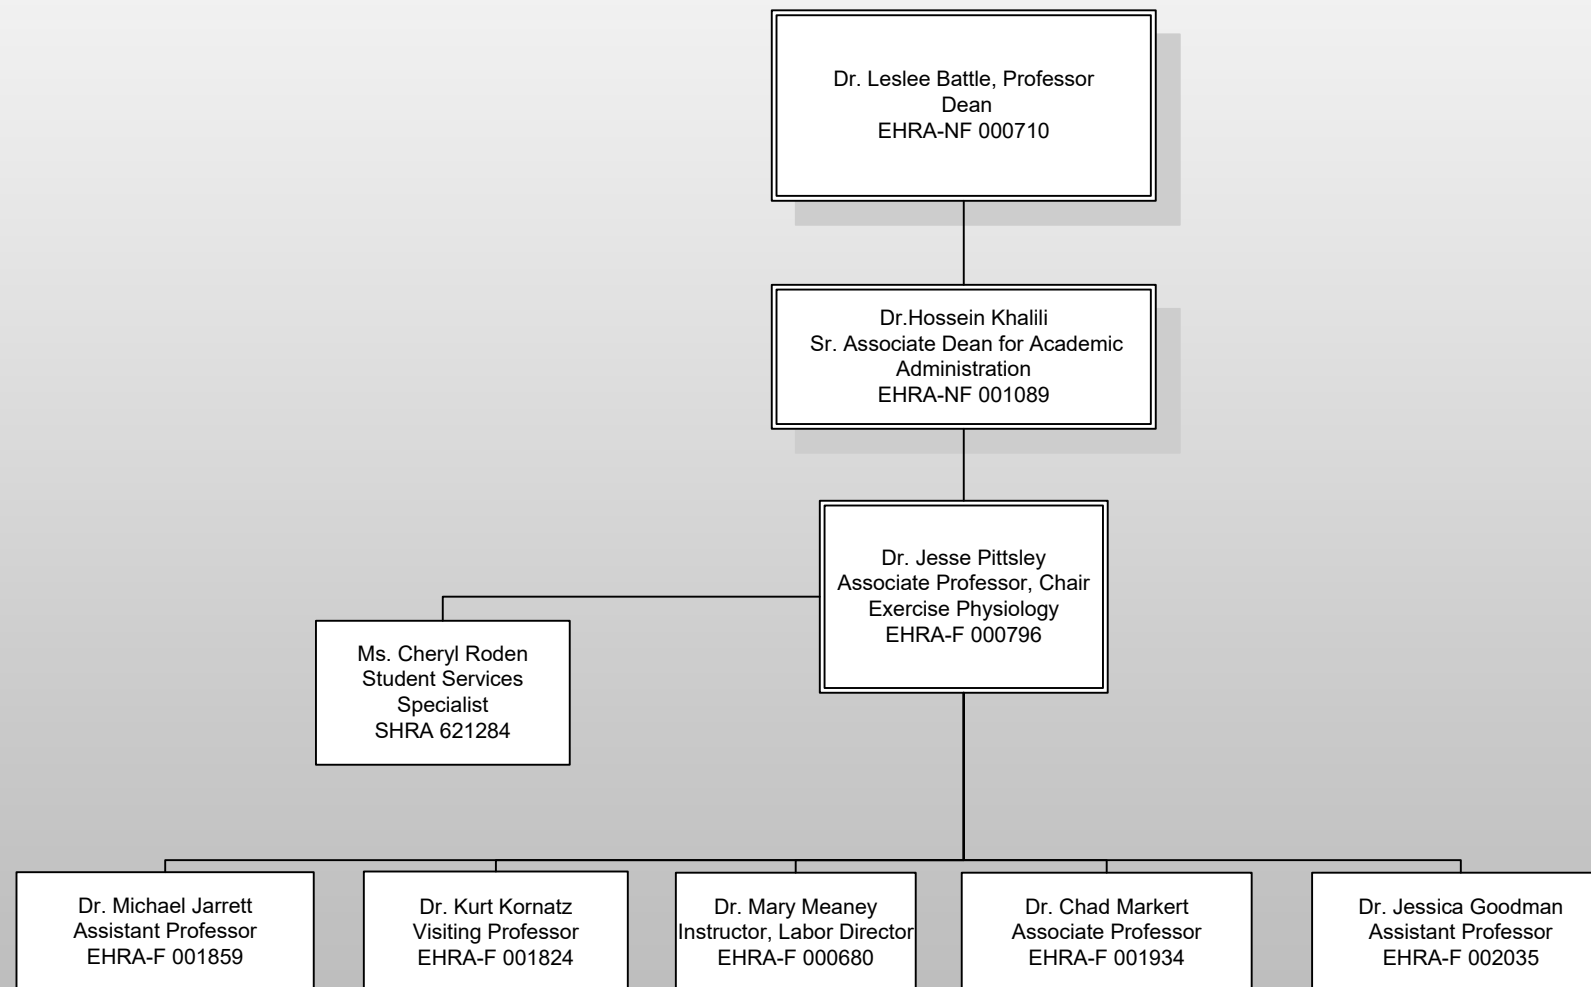 Dr. Leslee Battle, Professor
Dean
EHRA-NF 000710
Dr.Hossein Khalili
Sr. Associate Dean for Academic
Administration
EHRA-NF 001089
Dr. Jesse Pittsley
Associate Professor, Chair
Exercise Physiology
EHRA-F 000796
Ms. Cheryl Roden
Student Services
Specialist
SHRA 621284
Dr. Michael Jarrett
Assistant Professor
EHRA-F 001859
Dr. Kurt Kornatz
Visiting Professor
EHRA-F 001824
Dr. Mary Meaney
Instructor, Labor Director
EHRA-F 000680
Dr. Chad Markert
Associate Professor
EHRA-F 001934
Dr. Jessica Goodman
Assistant Professor
EHRA-F 002035